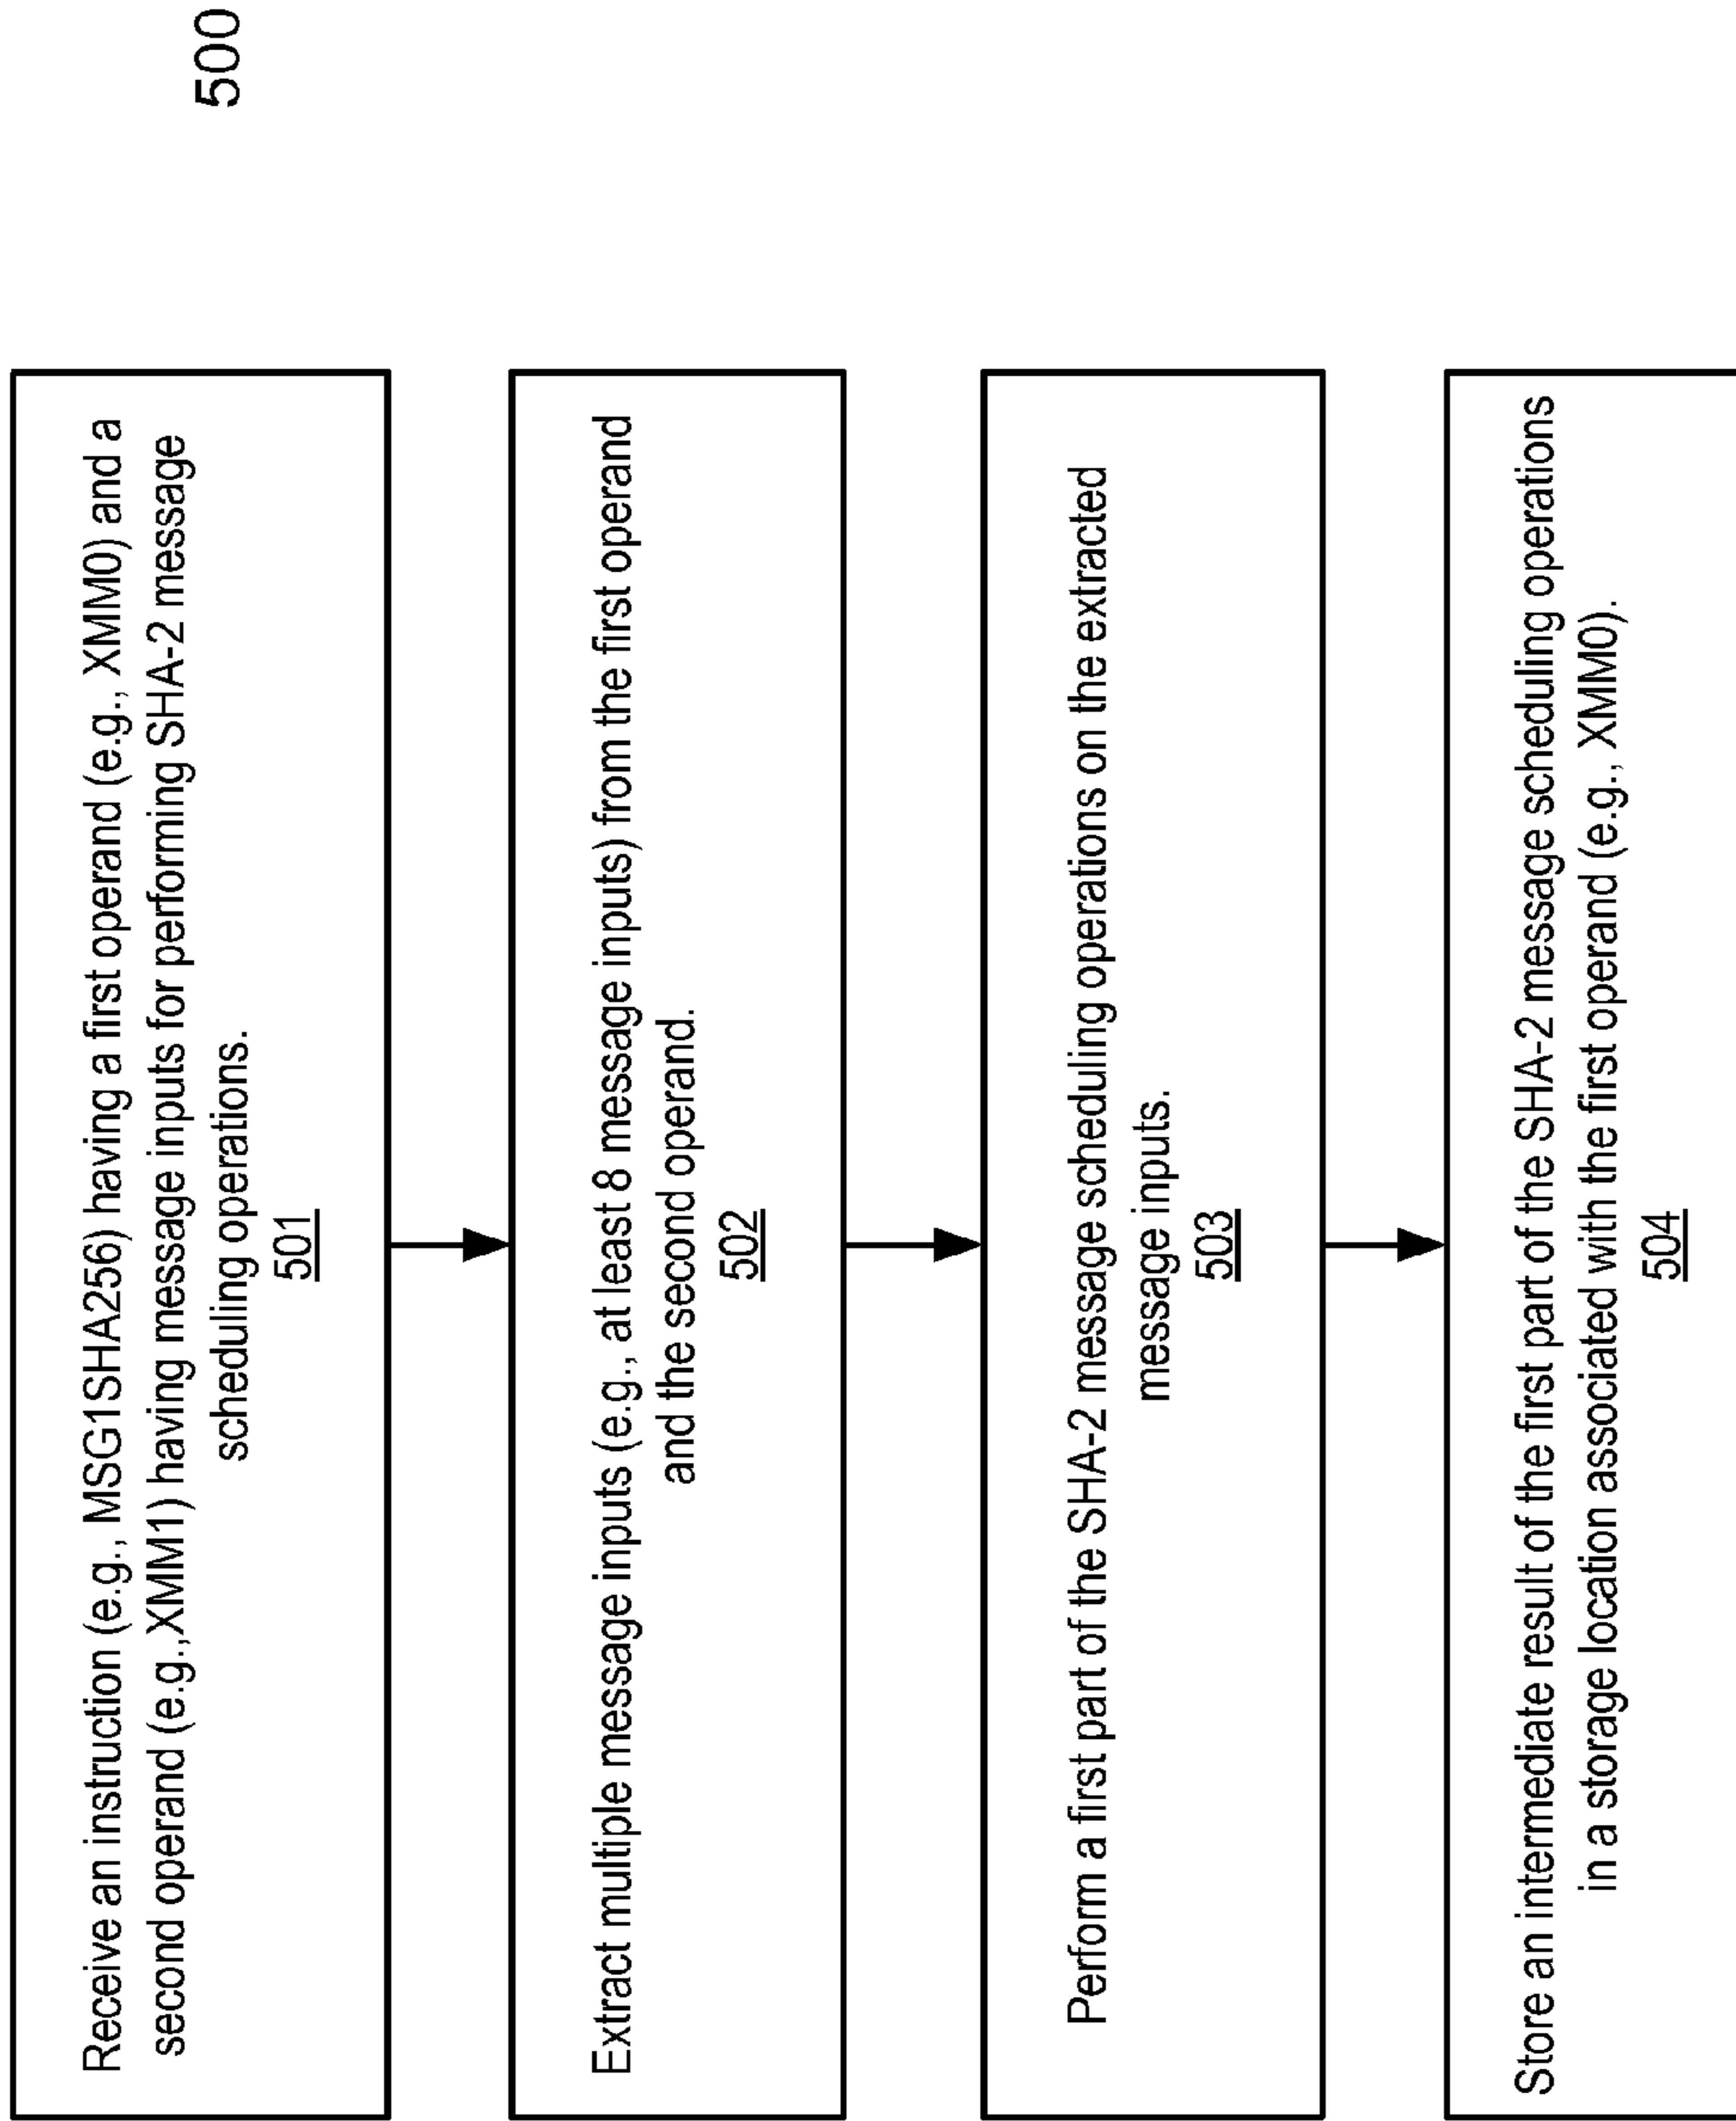 500
Receive an instruction (e.g., MSG1SHA256) having a first operand (e.g., XMM0) and a
second operand (e.g.,XMM1) having message inputs for performing SHA-2 message
scheduling operations.
501
Extract multiple message inputs (e.g., at least 8 message inputs) from the first operand
and the second operand.
502
Perform a first part of the SHA-2 message scheduling operations on the extracted
message inputs.
503
Store an intermediate result of the first part of the SHA-2 message scheduling operations
in a storage location associated with the first operand (e.g., XMM0).
504